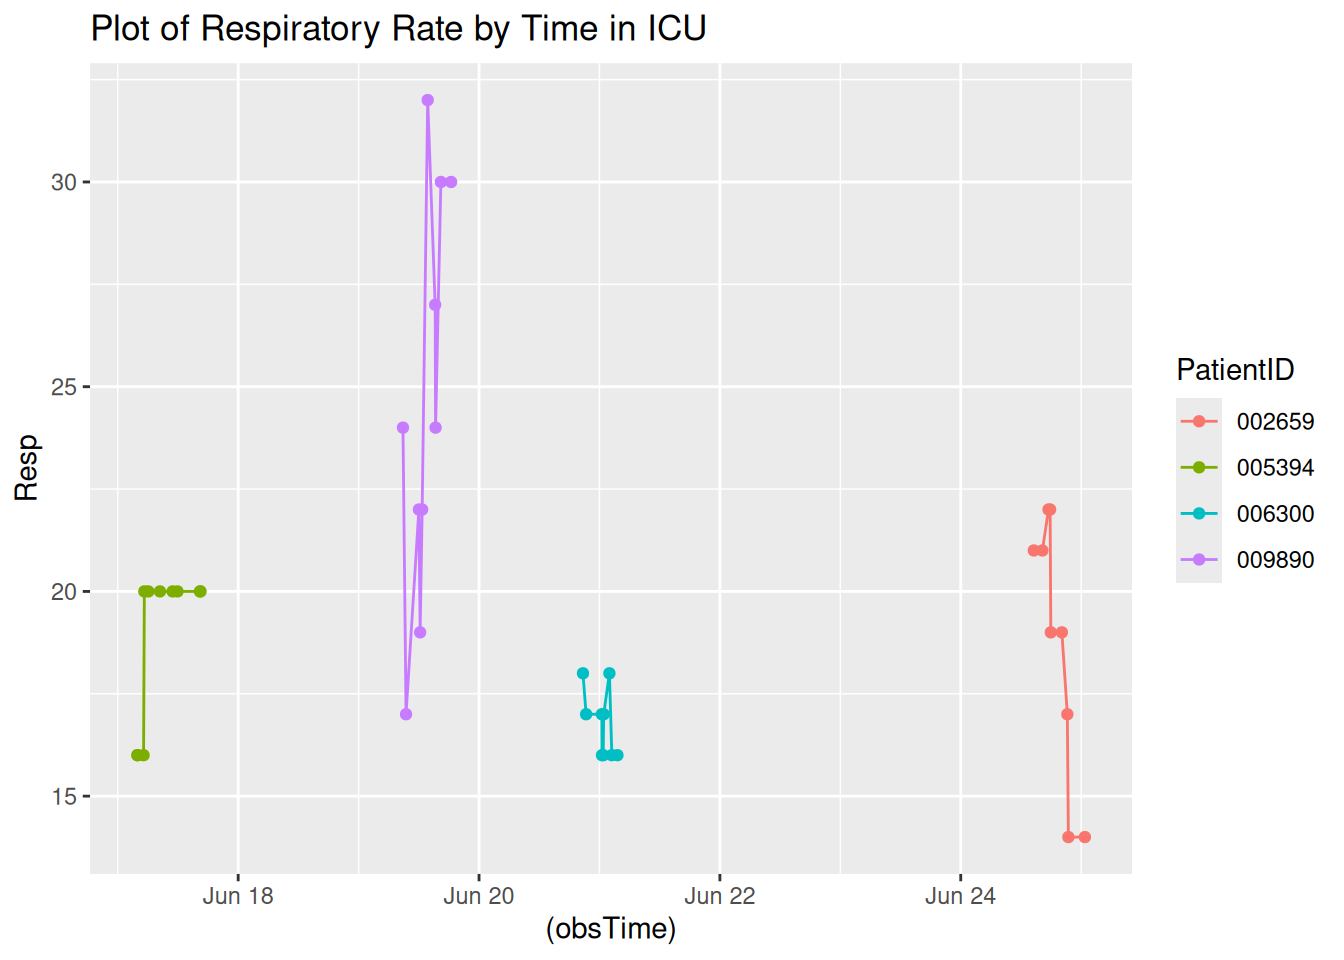 Plot of Respiratory Rate by Time in ICU
30
25
20
15
Resp
Jun 18 Jun 20 Jun 22 Jun 24
(obsTime)
PatientID
002659
005394
006300
009890